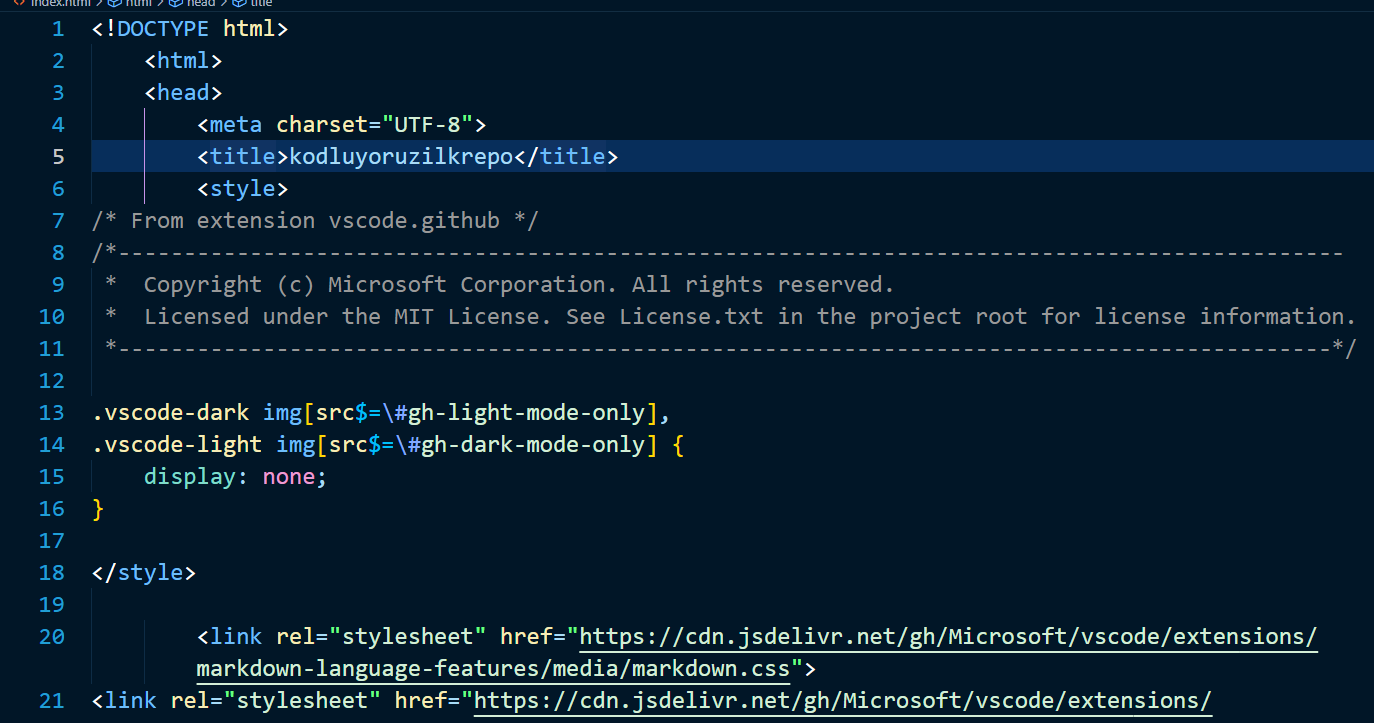 index.html > html > head > title
1 <!DOCTYPE html>
2 <html>
3 <head>
4 <meta charset="UTF-8">
5 <title>kodluyoruzilkrepo</title>
6 <style>
7 /* From extension vscode.github */
8 /*---------------------------------------------------------------------------------------------
9 *  Copyright (c) Microsoft Corporation. All rights reserved.
10 *  Licensed under the MIT License. See License.txt in the project root for license information.
11 *--------------------------------------------------------------------------------------------*/
12
13 .vscode-dark img[src$=\#gh-light-mode-only],
14 .vscode-light img[src$=\#gh-dark-mode-only] {
15 display: none;
16 }
17
18 </style>
19
20 <link rel="stylesheet" href="https://cdn.jsdelivr.net/gh/Microsoft/vscode/extensions/
markdown-language-features/media/markdown.css">
21 <link rel="stylesheet" href="https://cdn.jsdelivr.net/gh/Microsoft/vscode/extensions/